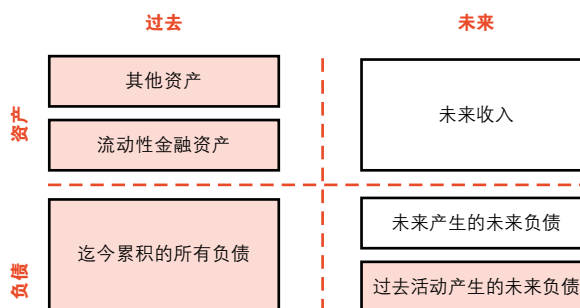 过去
未来
资产
其他资产
流动性金融资产
未来收入
负债
迄今累积的所有负债
未来产生的未来负债
过去活动产生的未来负债